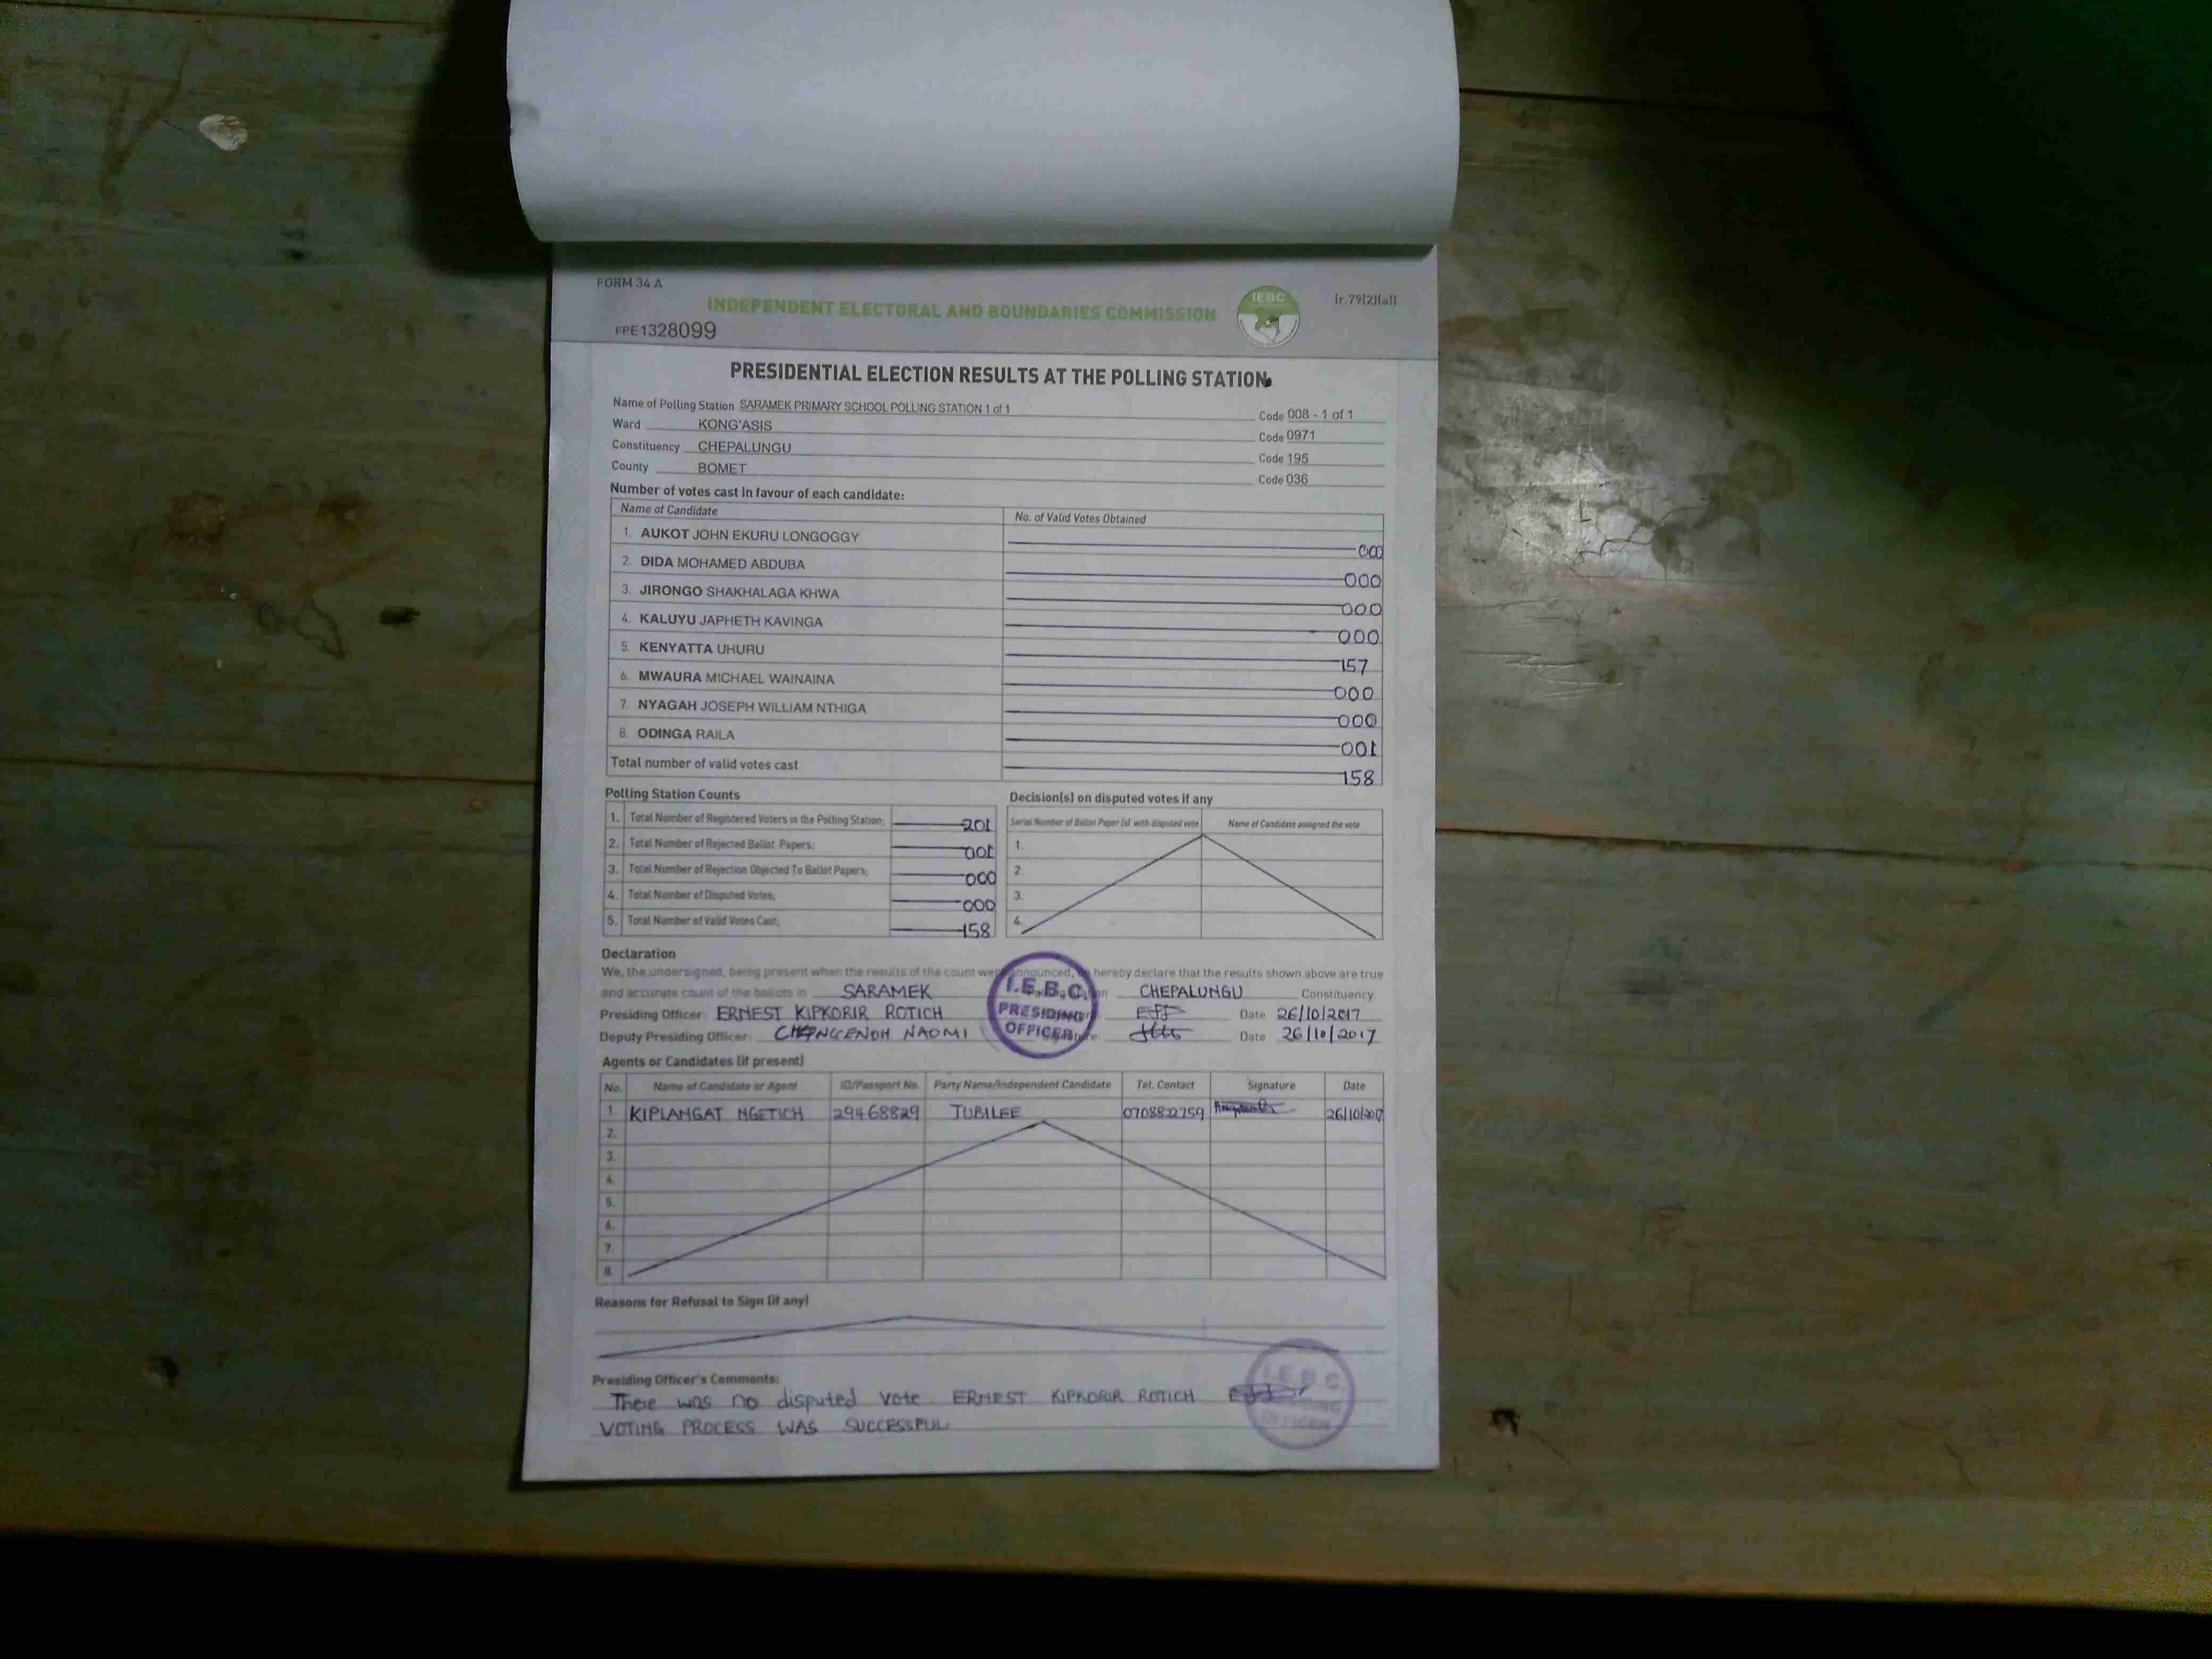 FORM 34 A
INDEPENDENT ELECTORAL AND BOUNDARIES COMMISSION IEBC [r.79(2)(a)]
FPE1328099
PRESIDENTIAL ELECTION RESULTS AT THE POLLING STATION
Name of Polling Station SARAMEK PRIMARY SCHOOL POLLING STATION 1 of 1 Code 008 - 1 of 1
Ward KONG'ASIS Code 0971
Constituency CHEPALUNGU Code 195
County BOMET Code 036
Number of votes cast in favour of each candidate:
Name of Candidate No. of Valid Votes Obtained
1. AUKOT JOHN EKURU LONGOGGY 000
2. DIDA MOHAMED ABDUBA 000
3. JIRONGO SHAKHALAGA KHWA 000
4. KALUYU JAPHETH KAVINGA 000
5. KENYATTA UHURU 157
6. MWAURA MICHAEL WAINAINA 000
7. NYAGAH JOSEPH WILLIAM NTHIGA 000
8. ODINGA RAILA 001
Total number of valid votes cast 158
Polling Station Counts
1. Total Number of Registered Voters in the Polling Station; 201
2. Total Number of Rejected Ballot Papers; 001
3. Total Number of Rejection Objected To Ballot Papers; 000
4. Total Number of Disputed Votes; 000
5. Total Number of Valid Votes Cast; 158
Decision(s) on disputed votes if any
Serial Number of Ballot Paper (s) with disputed vote Name of Candidate assigned the vote
1.
2.
3.
4.
Declaration
We, the undersigned, being present when the results of the count were announced, hereby declare that the results shown above are true
and accurate count of the ballots in SARAMEK CHEPALUNGU Constituency.
Presiding Officer: ERNEST KIPKORIR ROTICH Date 26/10/2017
Deputy Presiding Officer: NAOMI Signature: Date 26/10/2017
I.E.B.C.
PRESIDING
OFFICER
Agents or Candidates (if present)
No. Name of Candidate or Agent ID/Passport No. Party Name/Independent Candidate Tel. Contact Signature Date
1. KIPLANGAT NGETICH 29468829 JUBILEE 26/10/2017
2.
3.
4.
5.
6.
7.
8.
Reasons for Refusal to Sign (if any)
Presiding Officer's Comments:
There was no disputed vote ERNEST KIPKORIR ROTICH
VOTING PROCESS WAS SUCCESSFUL
I.E.B.C.
PRESIDING
OFFICER